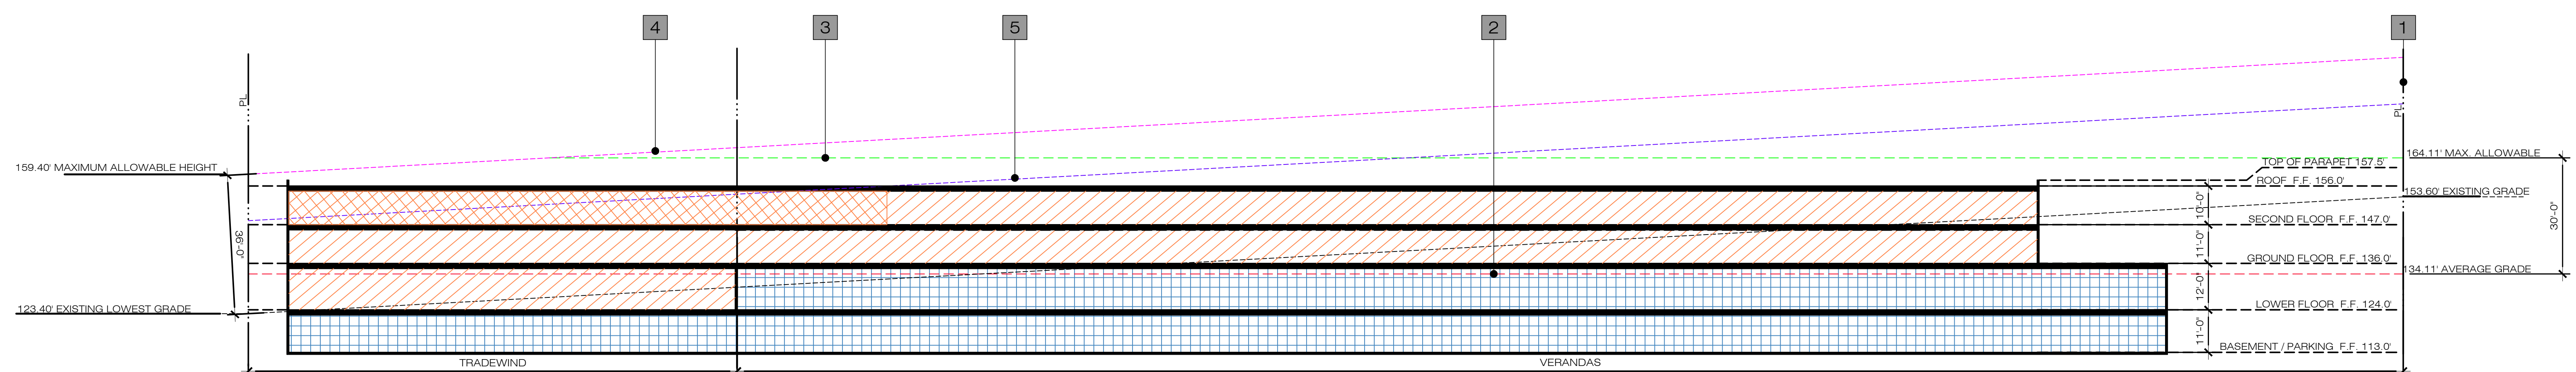 4
3
5
2
1
PL
PL
159.40' MAXIMUM ALLOWABLE HEIGHT
164.11' MAX. ALLOWABLE
TOP OF PARAPET 157.5'
ROOF F.F. 156.0'
153.60' EXISTING GRADE
10'-0"
30'-0"
SECOND FLOOR F.F. 147.0'
36'-0"
11'-0"
GROUND FLOOR F.F. 136.0'
134.11' AVERAGE GRADE
12'-0"
LOWER FLOOR F.F. 124.0'
123.40' EXISTING LOWEST GRADE
11'-0"
BASEMENT / PARKING F.F. 113.0'
TRADEWIND
VERANDAS